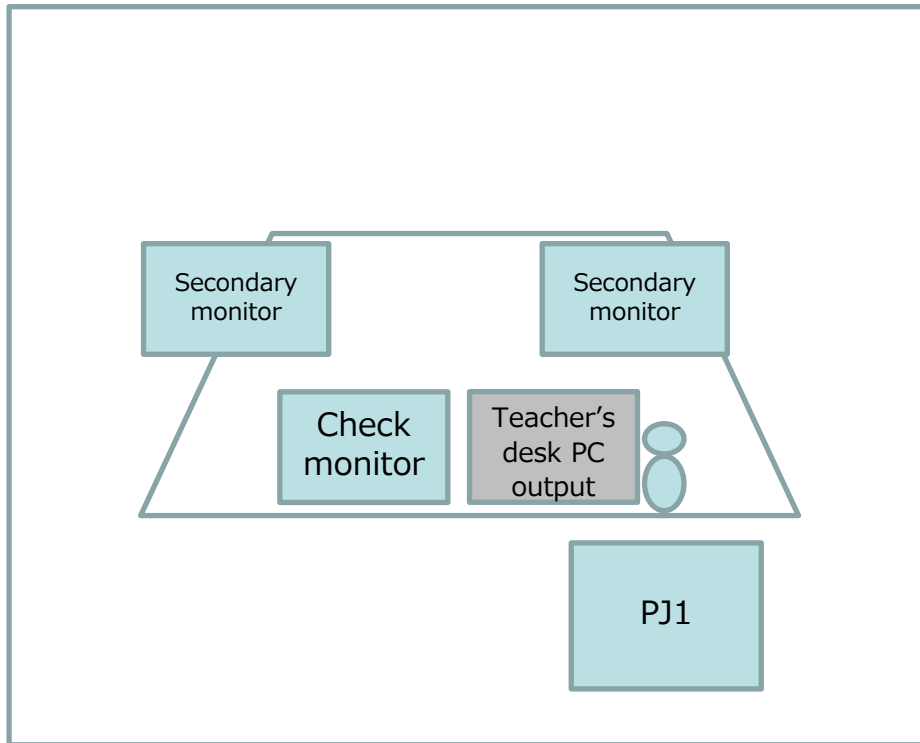 Secondary
monitor
Secondary
monitor
Check
monitor
Teacher’s
desk PC
output
PJ1